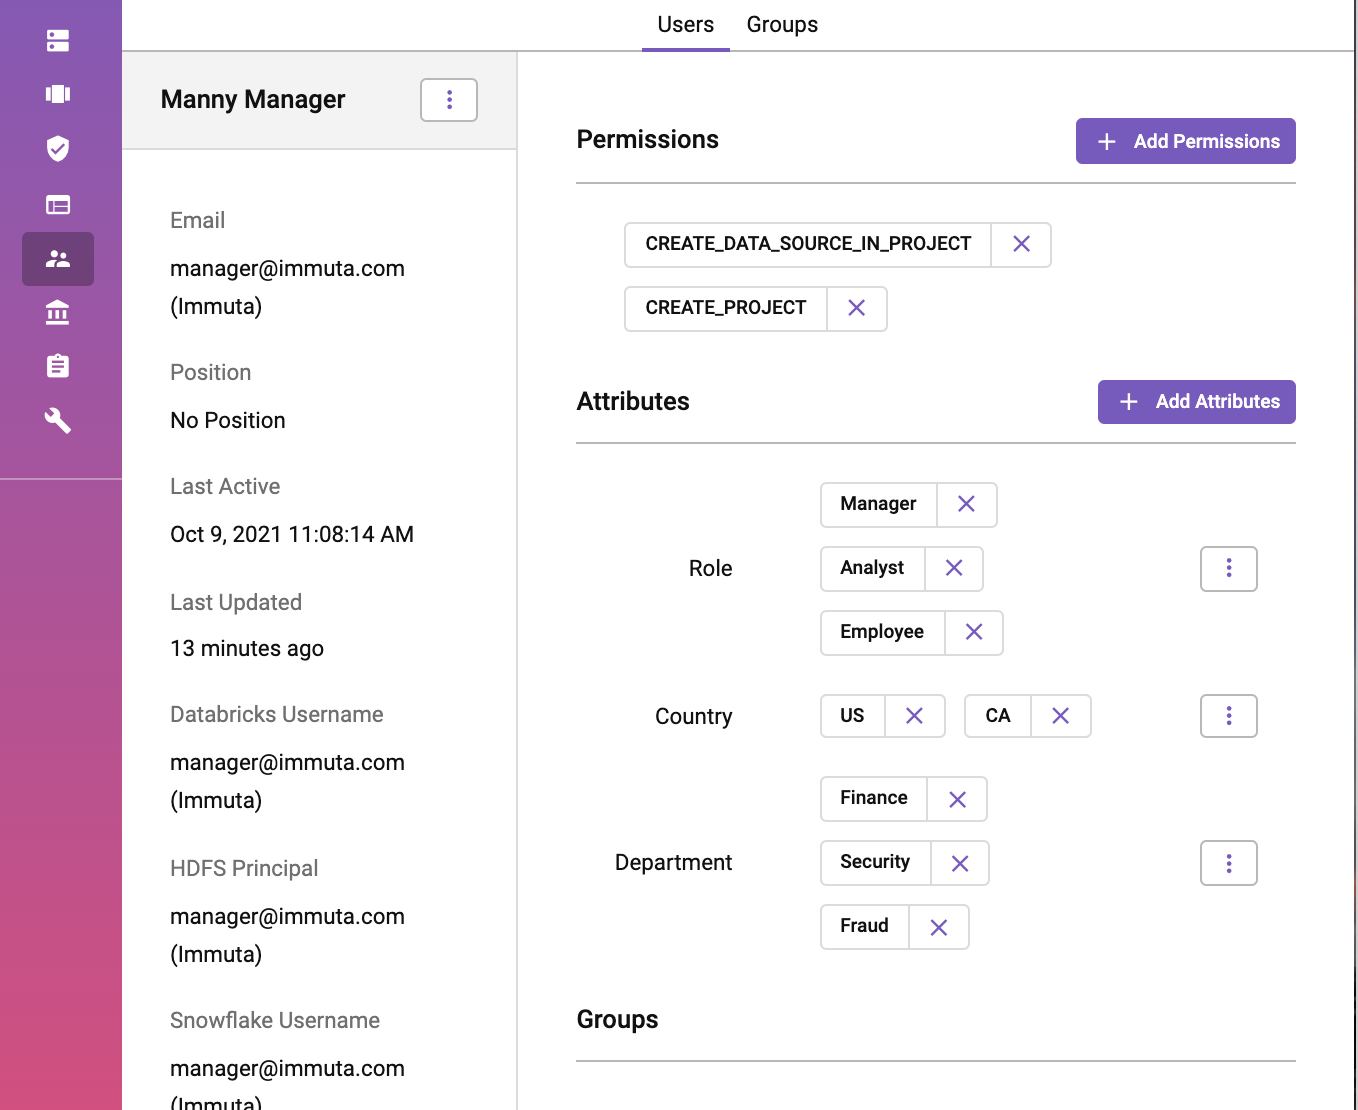 Users Groups
Manny Manager
Email
manager@immuta.com
(Immuta)
Position
No Position
Last Active
Oct 9, 2021 11:08:14 AM
Last Updated
13 minutes ago
Databricks Username
manager@immuta.com
(Immuta)
HDFS Principal
manager@immuta.com
(Immuta)
Snowflake Username
manager@immuta.com
(Immuta)
Permissions
Add Permissions
CREATE_DATA_SOURCE_IN_PROJECT
CREATE_PROJECT
Attributes
Add Attributes
Role
Manager
Analyst
Employee
Country
US CA
Department
Finance
Security
Fraud
Groups